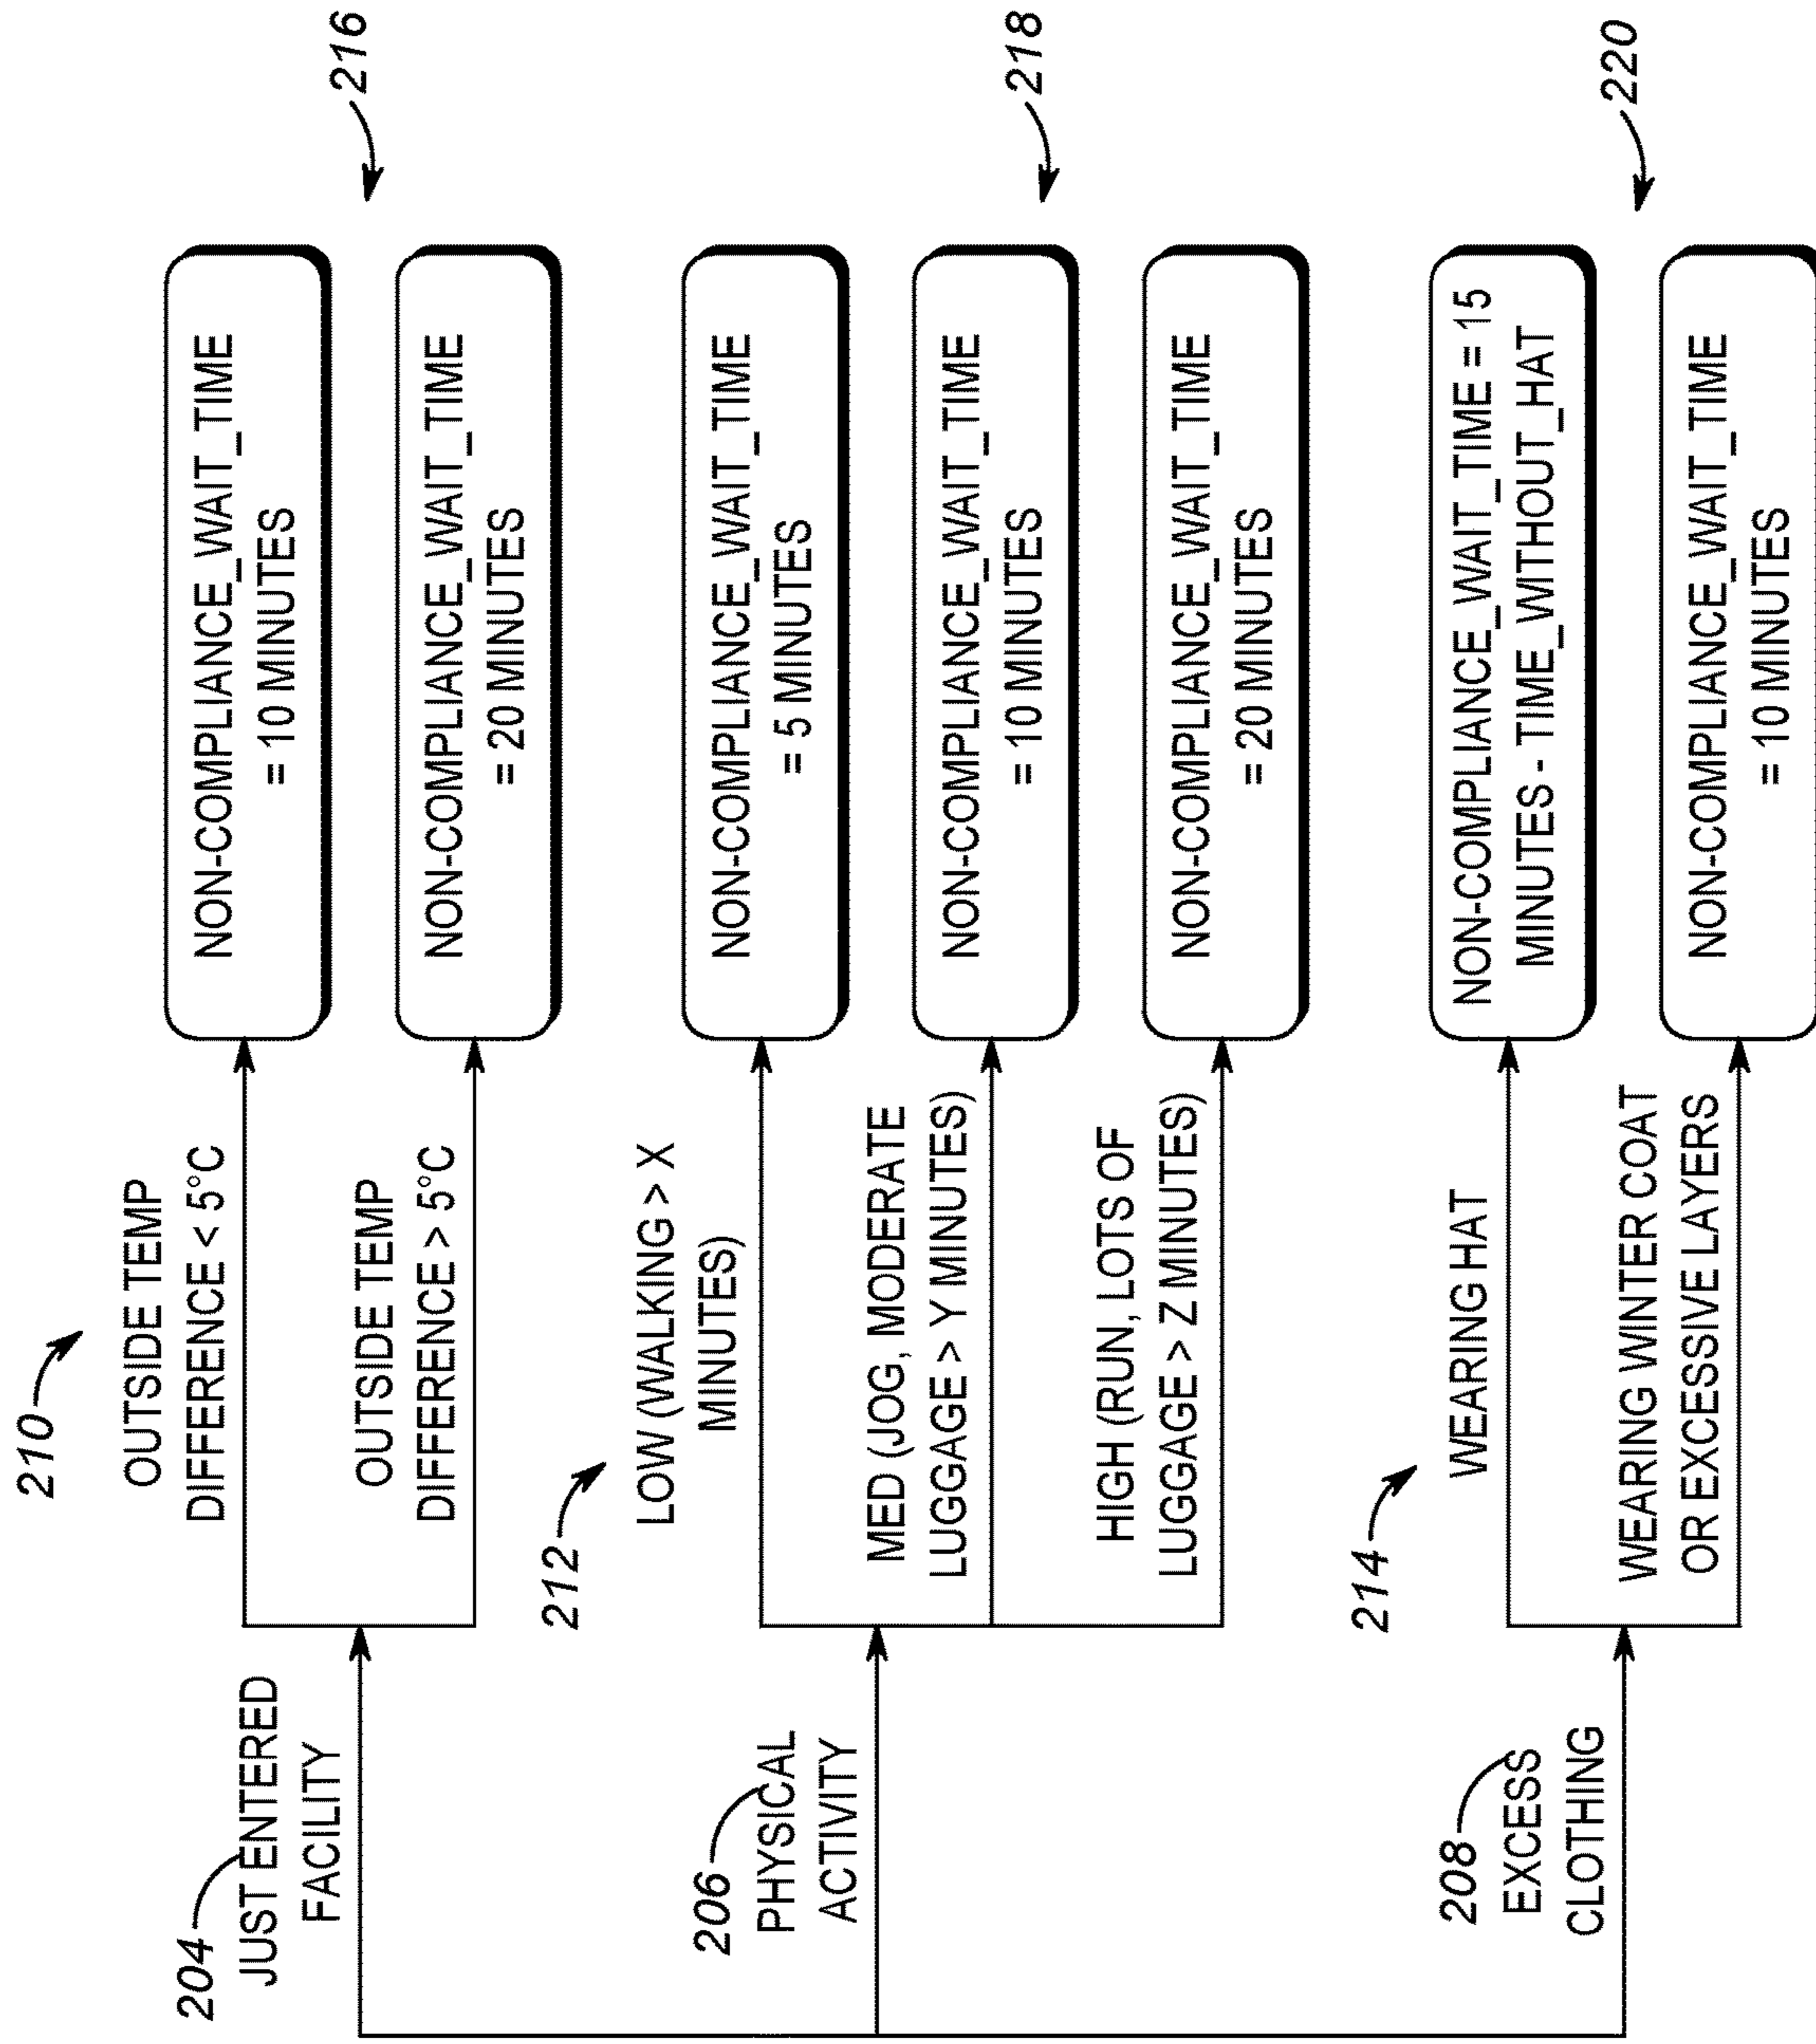 210
OUTSIDE TEMP
DIFFERENCE < 5°C
204
JUST ENTERED
FACILITY
OUTSIDE TEMP
DIFFERENCE > 5°C
NON-COMPLIANCE_WAIT_TIME
= 10 MINUTES
NON-COMPLIANCE_WAIT_TIME
= 20 MINUTES
216
212
LOW (WALKING > X
MINUTES)
206
PHYSICAL
ACTIVITY
MED (JOG, MODERATE
LUGGAGE > Y MINUTES)
HIGH (RUN, LOTS OF
LUGGAGE > Z MINUTES)
NON-COMPLIANCE_WAIT_TIME
= 5 MINUTES
NON-COMPLIANCE_WAIT_TIME
= 10 MINUTES
NON-COMPLIANCE_WAIT_TIME
= 20 MINUTES
218
214
WEARING HAT
208
EXCESS
CLOTHING
WEARING WINTER COAT
OR EXCESSIVE LAYERS
NON-COMPLIANCE_WAIT_TIME = 15
MINUTES - TIME_WITHOUT_HAT
NON-COMPLIANCE_WAIT_TIME
= 10 MINUTES
220